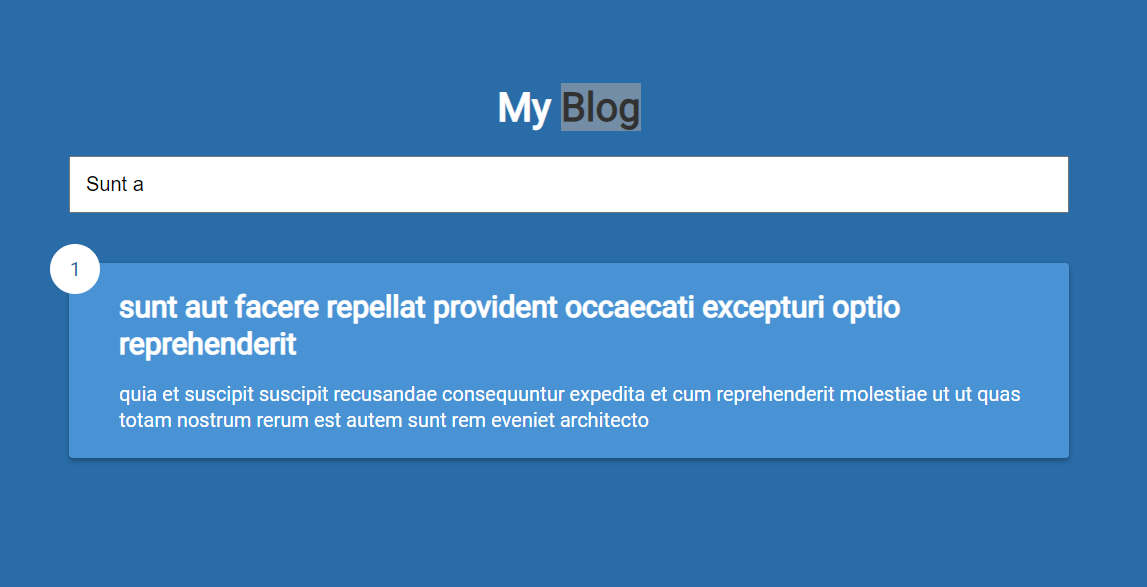 My Blog
Sunt a
1
sunt aut facere repellat provident occaecati excepturi optio
reprehenderit
quia et suscipit suscipit recusandae consequuntur expedita et cum reprehenderit molestiae ut ut quas
totam nostrum rerum est autem sunt rem eveniet architecto